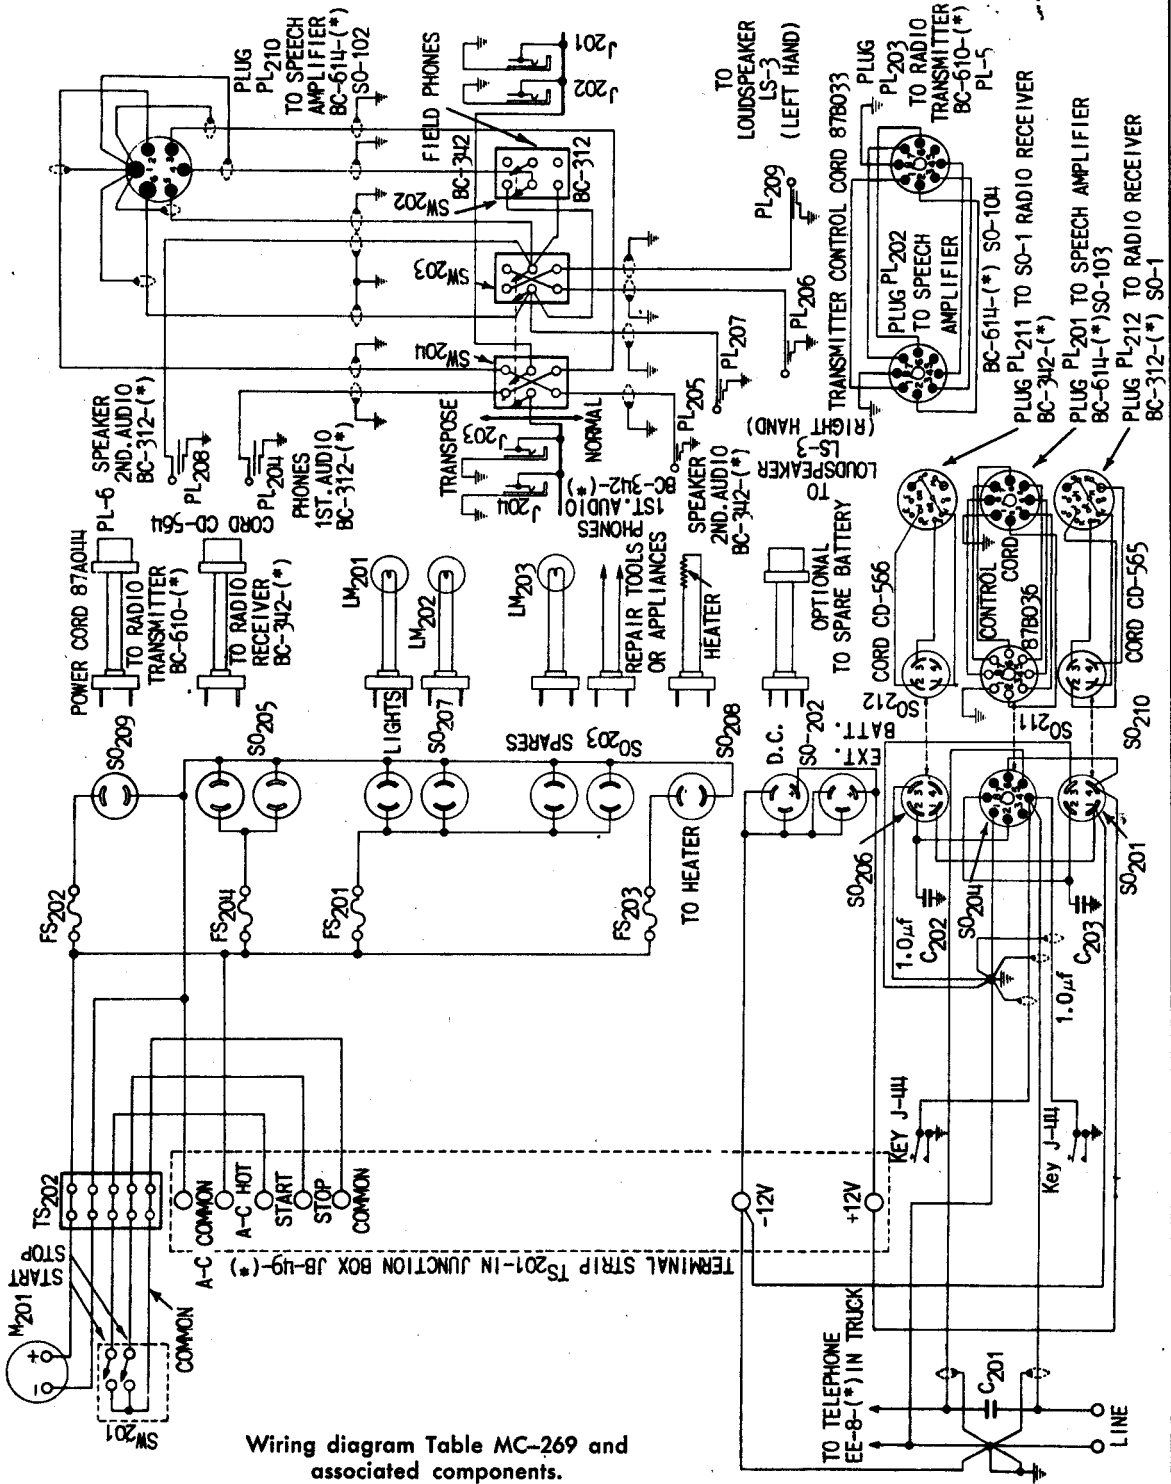 PLUG
PL210
TO SPEECH
AMPLIFIER
BC-614-(*)
SO-102
FIELD PHONES
J201
J202
BC-342
BC-312
SW202
SW203
SW204
TO
LOUDSPEAKER
LS-3
(LEFT HAND)
PL209
PL206
PL207
PL205
TRANSMITTER CONTROL CORD 87B033
PLUG
PL203
TO RADIO
TRANSMITTER
BC-610-(*)
PL-5
PLUG PL202
TO SPEECH
AMPLIFIER
BC-614-(*) SO-104
PLUG PL211 TO SO-1 RADIO RECEIVER
BC-342-(*)
PLUG PL201 TO SPEECH AMPLIFIER
BC-614-(*)SO-103
PLUG PL212 TO RADIO RECEIVER
BC-312-(*) SO-1
PL-6
SPEAKER
2ND.AUDIO
BC-312-(*)
PL208
PL204
PHONES
1ST.AUDIO
BC-312-(*)
CORD CD-564
TRANSPOSE
NORMAL
J203
J204
PHONES
1ST.AUDIO
BC-342-(*)
SPEAKER
2ND.AUDIO
BC-342-(*)
TO
LOUDSPEAKER
LS-3
(RIGHT HAND)
POWER CORD 87A044
TO RADIO
TRANSMITTER
BC-610-(*)
TO RADIO
RECEIVER
BC-342-(*)
LM201
LM202
LM203
REPAIR TOOLS
OR APPLIANCES
HEATER
OPTIONAL
TO SPARE BATTERY
CORD CD-566
CONTROL
CORD
87B036
CORD CD-565
SO209
SO205
LIGHTS
SO207
SO203 SPARES
SO208
D.C.
SO-202
EXT. BATT.
SO212
SO211
SO210
FS202
FS204
FS201
FS203
TO HEATER
SO206
SO204
SO201
1.0µf
C202
1.0µf
C203
TS202
A-C COMMON
A-C HOT
START
STOP
COMMON
-12V
+12V
TERMINAL STRIP TS201-IN JUNCTION BOX JB-49-(*)
KEY J-44
Key J-44
M201
+
-
START
STOP
COMMON
SW201
TO TELEPHONE
EE-8-(*)IN TRUCK
C201
LINE
Wiring diagram Table MC-269 and
associated components.